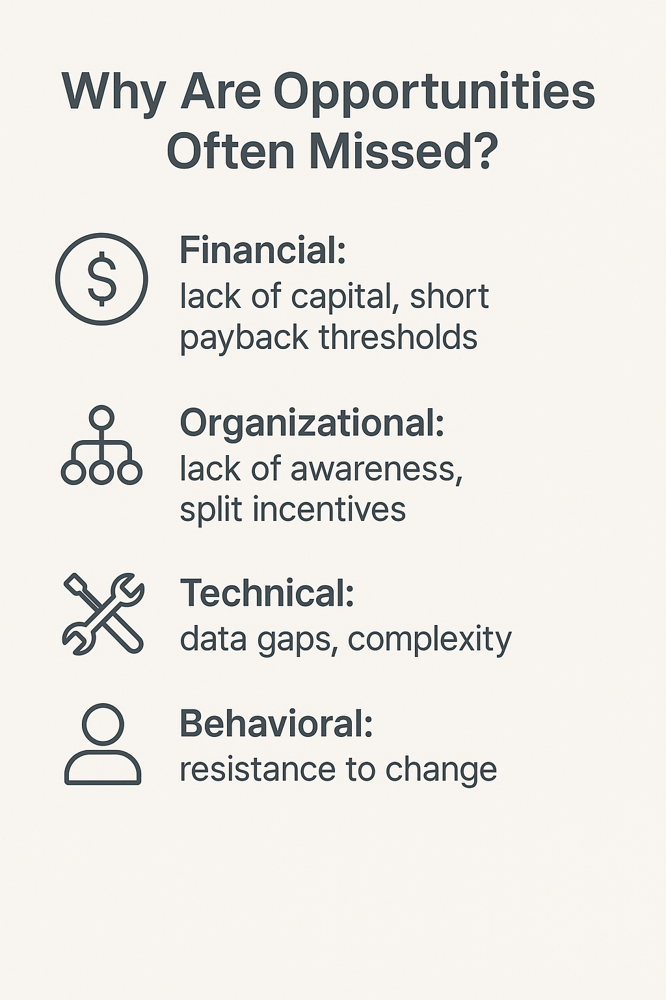 Why Are Opportunities
Often Missed?
$
Financial:
lack of capital, short
payback thresholds
Organizational:
lack of awareness,
split incentives
Technical:
data gaps, complexity
Behavioral:
resistance to change